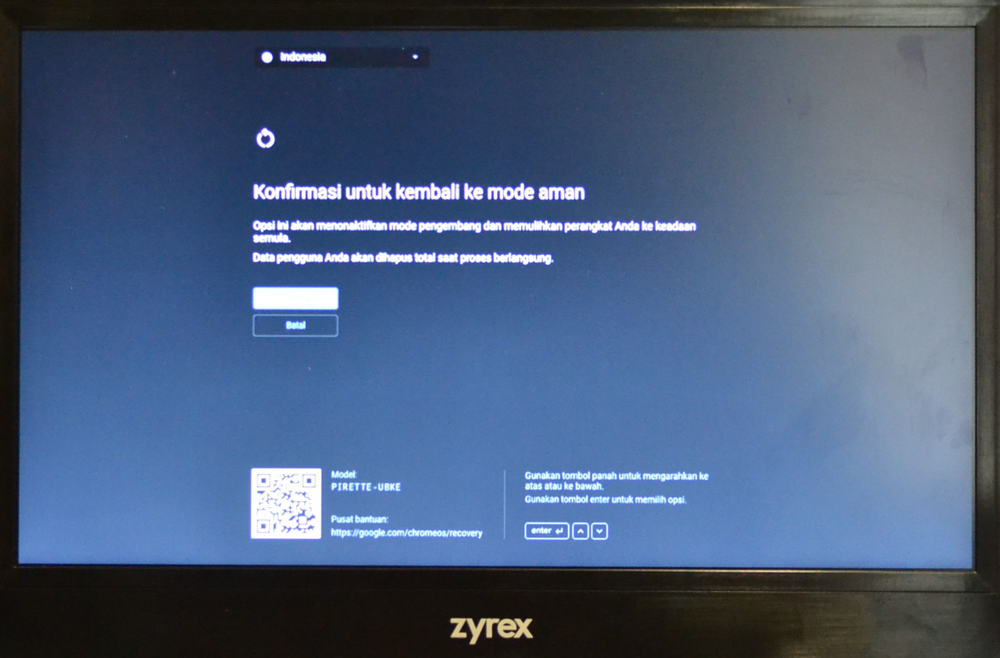 Indonesia
Konfirmasi untuk kembali ke mode aman
Opsi ini akan menonaktifkan mode pengembang dan memulihkan perangkat Anda ke keadaan
semula.
Data pengguna Anda akan dihapus total saat proses berlangsung.
Batal
Model:
PIRETTE-UBKE
Pusat bantuan:
https://google.com/chromeos/recovery
Gunakan tombol panah untuk mengarahkan ke
atas atau ke bawah.
Gunakan tombol enter untuk memilih opsi.
enter
zyrex